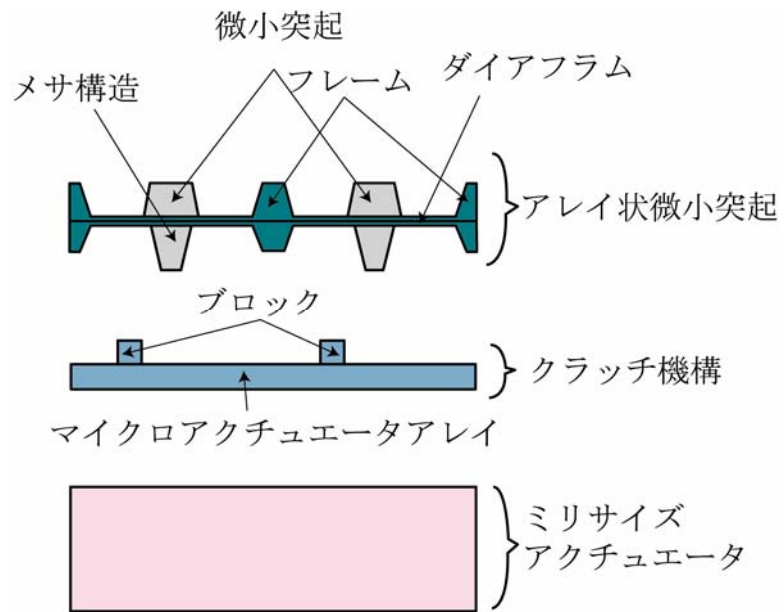 微小突起
メサ構造
フレーム
ダイアフラム
アレイ状微小突起
ブロック
クラッチ機構
マイクロアクチュエータアレイ
ミリサイズ
アクチュエータ